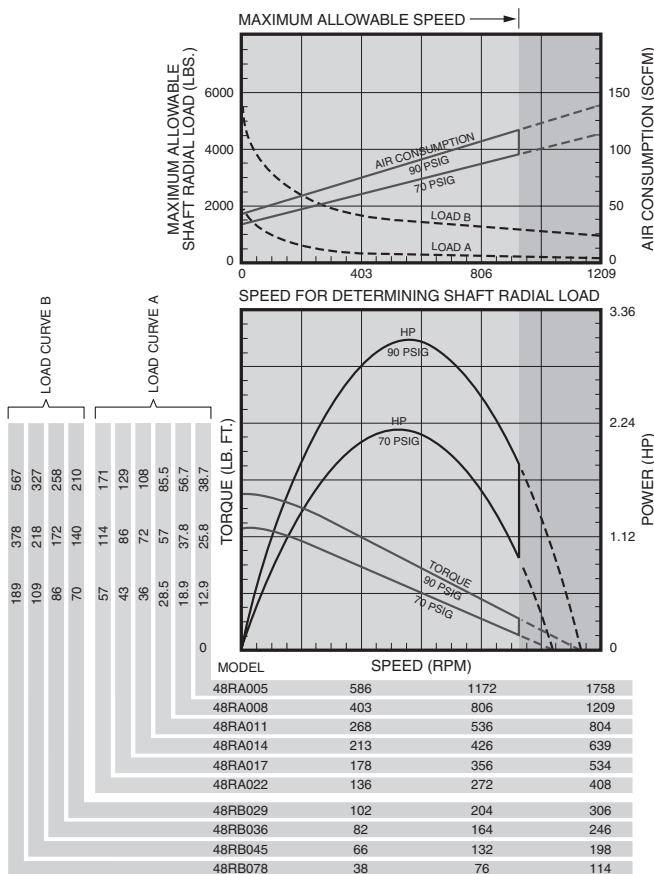 MAXIMUM ALLOWABLE SPEED
MAXIMUM ALLOWABLE
SHAFT RADIAL LOAD (LBS.)
6000
4000
2000
0
AIR CONSUMPTION
90 PSIG
70 PSIG
LOAD B
LOAD A
150
100
50
0
AIR CONSUMPTION (SCFM)
0 403 806 1209
SPEED FOR DETERMINING SHAFT RADIAL LOAD
LOAD CURVE B
LOAD CURVE A
567 327 258 210 171 129 108 85.5 56.7 38.7
378 218 172 140 114 86 72 57 37.8 25.8
189 109 86 70 57 43 36 28.5 18.9 12.9
0
TORQUE (LB. FT.)
HP
90 PSIG
HP
70 PSIG
TORQUE
90 PSIG
70 PSIG
3.36
2.24
1.12
0
POWER (HP)
MODEL SPEED (RPM)
48RA005 586 1172 1758
48RA008 403 806 1209
48RA011 268 536 804
48RA014 213 426 639
48RA017 178 356 534
48RA022 136 272 408
48RB029 102 204 306
48RB036 82 164 246
48RB045 66 132 198
48RB078 38 76 114